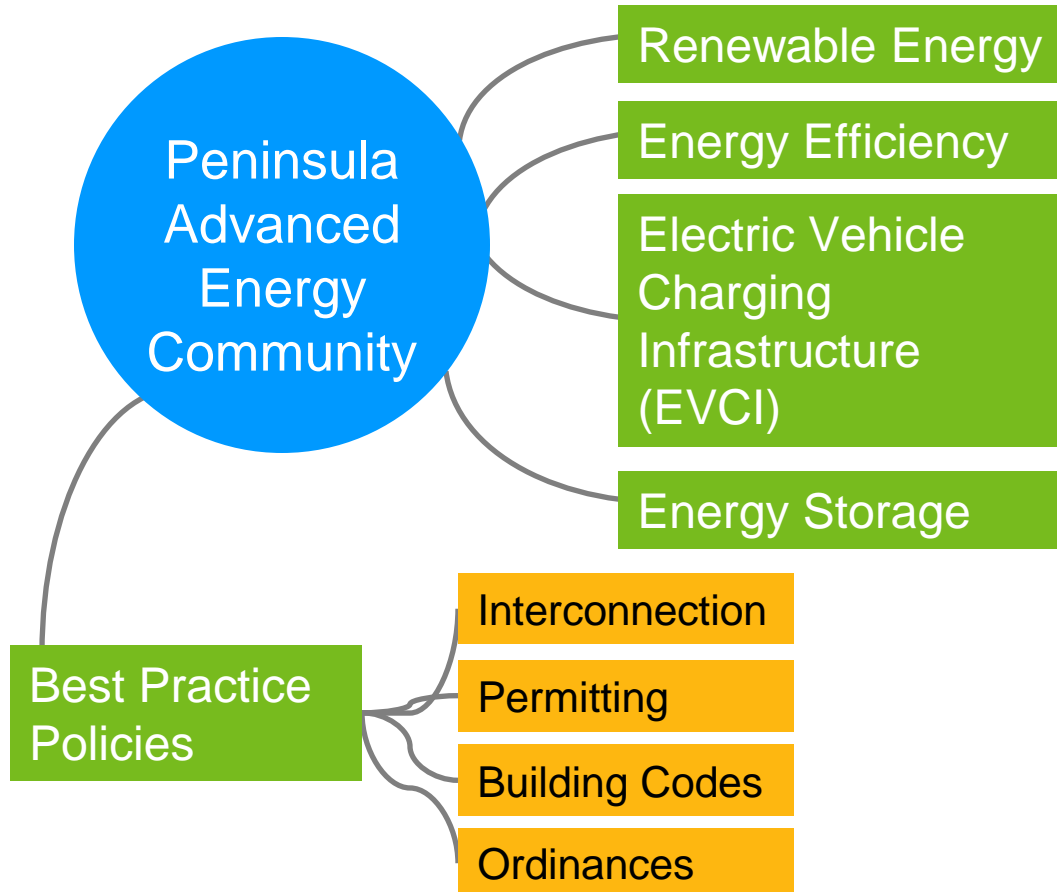 Peninsula
Advanced
Energy
Community
Renewable Energy
Energy Efficiency
Electric Vehicle
Charging
Infrastructure
(EVCI)
Energy Storage
Best Practice
Policies
Interconnection
Permitting
Building Codes
Ordinances